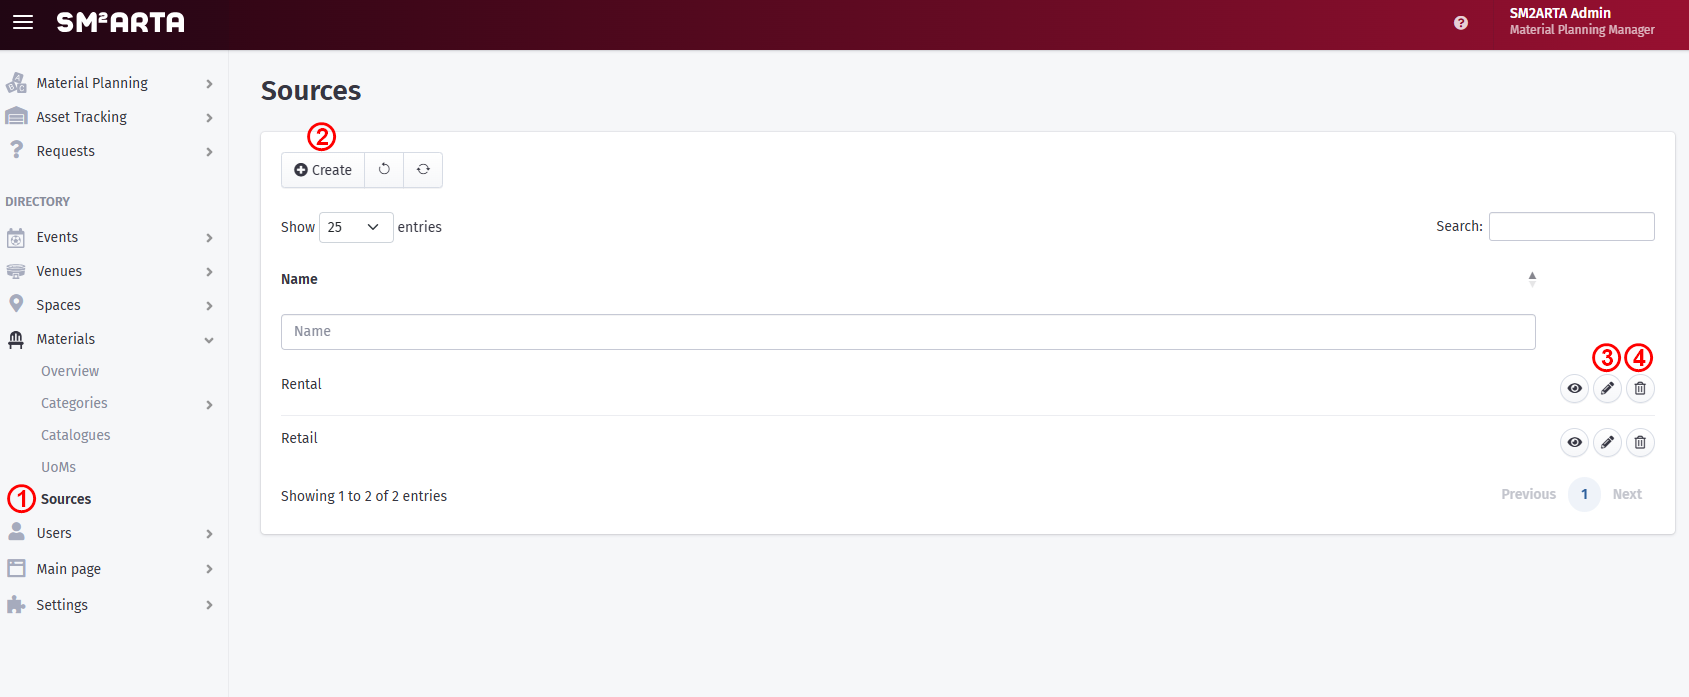 SM²ARTA
SM2ARTA Admin
Material Planning Manager
Material Planning
Asset Tracking
Requests
DIRECTORY
Events
Venues
Spaces
Materials
Overview
Categories
Catalogues
UoMs
1 Sources
Users
Main page
Settings
Sources
2
Create
Show 25 entries
Search:
Name
Name
3 4
Rental
Retail
Showing 1 to 2 of 2 entries
Previous 1 Next